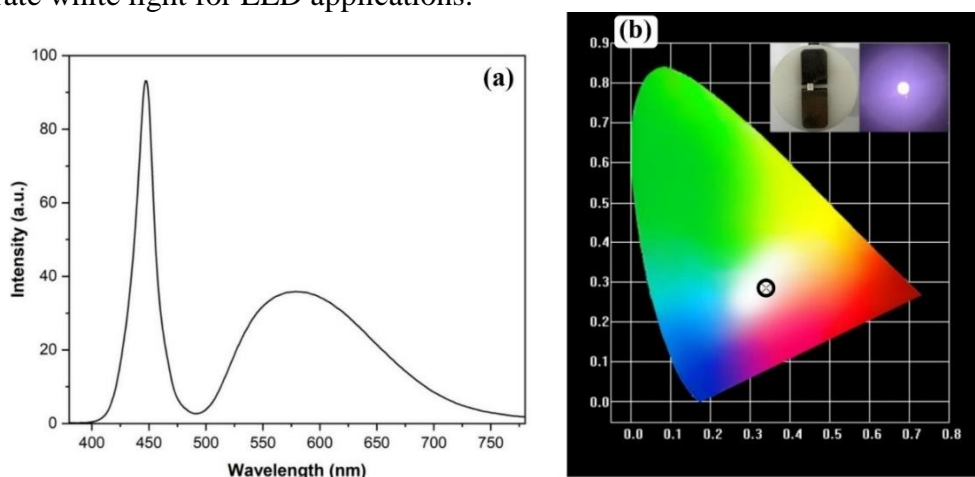 rate white light for LED applications.
(a)
100
80
60
40
20
0
400 450 500 550 600 650 700 750
Wavelength (nm)
Intensity (a.u.)
(b)
0.9
0.8
0.7
0.6
0.5
0.4
0.3
0.2
0.1
0.0
0.0 0.1 0.2 0.3 0.4 0.5 0.6 0.7 0.8